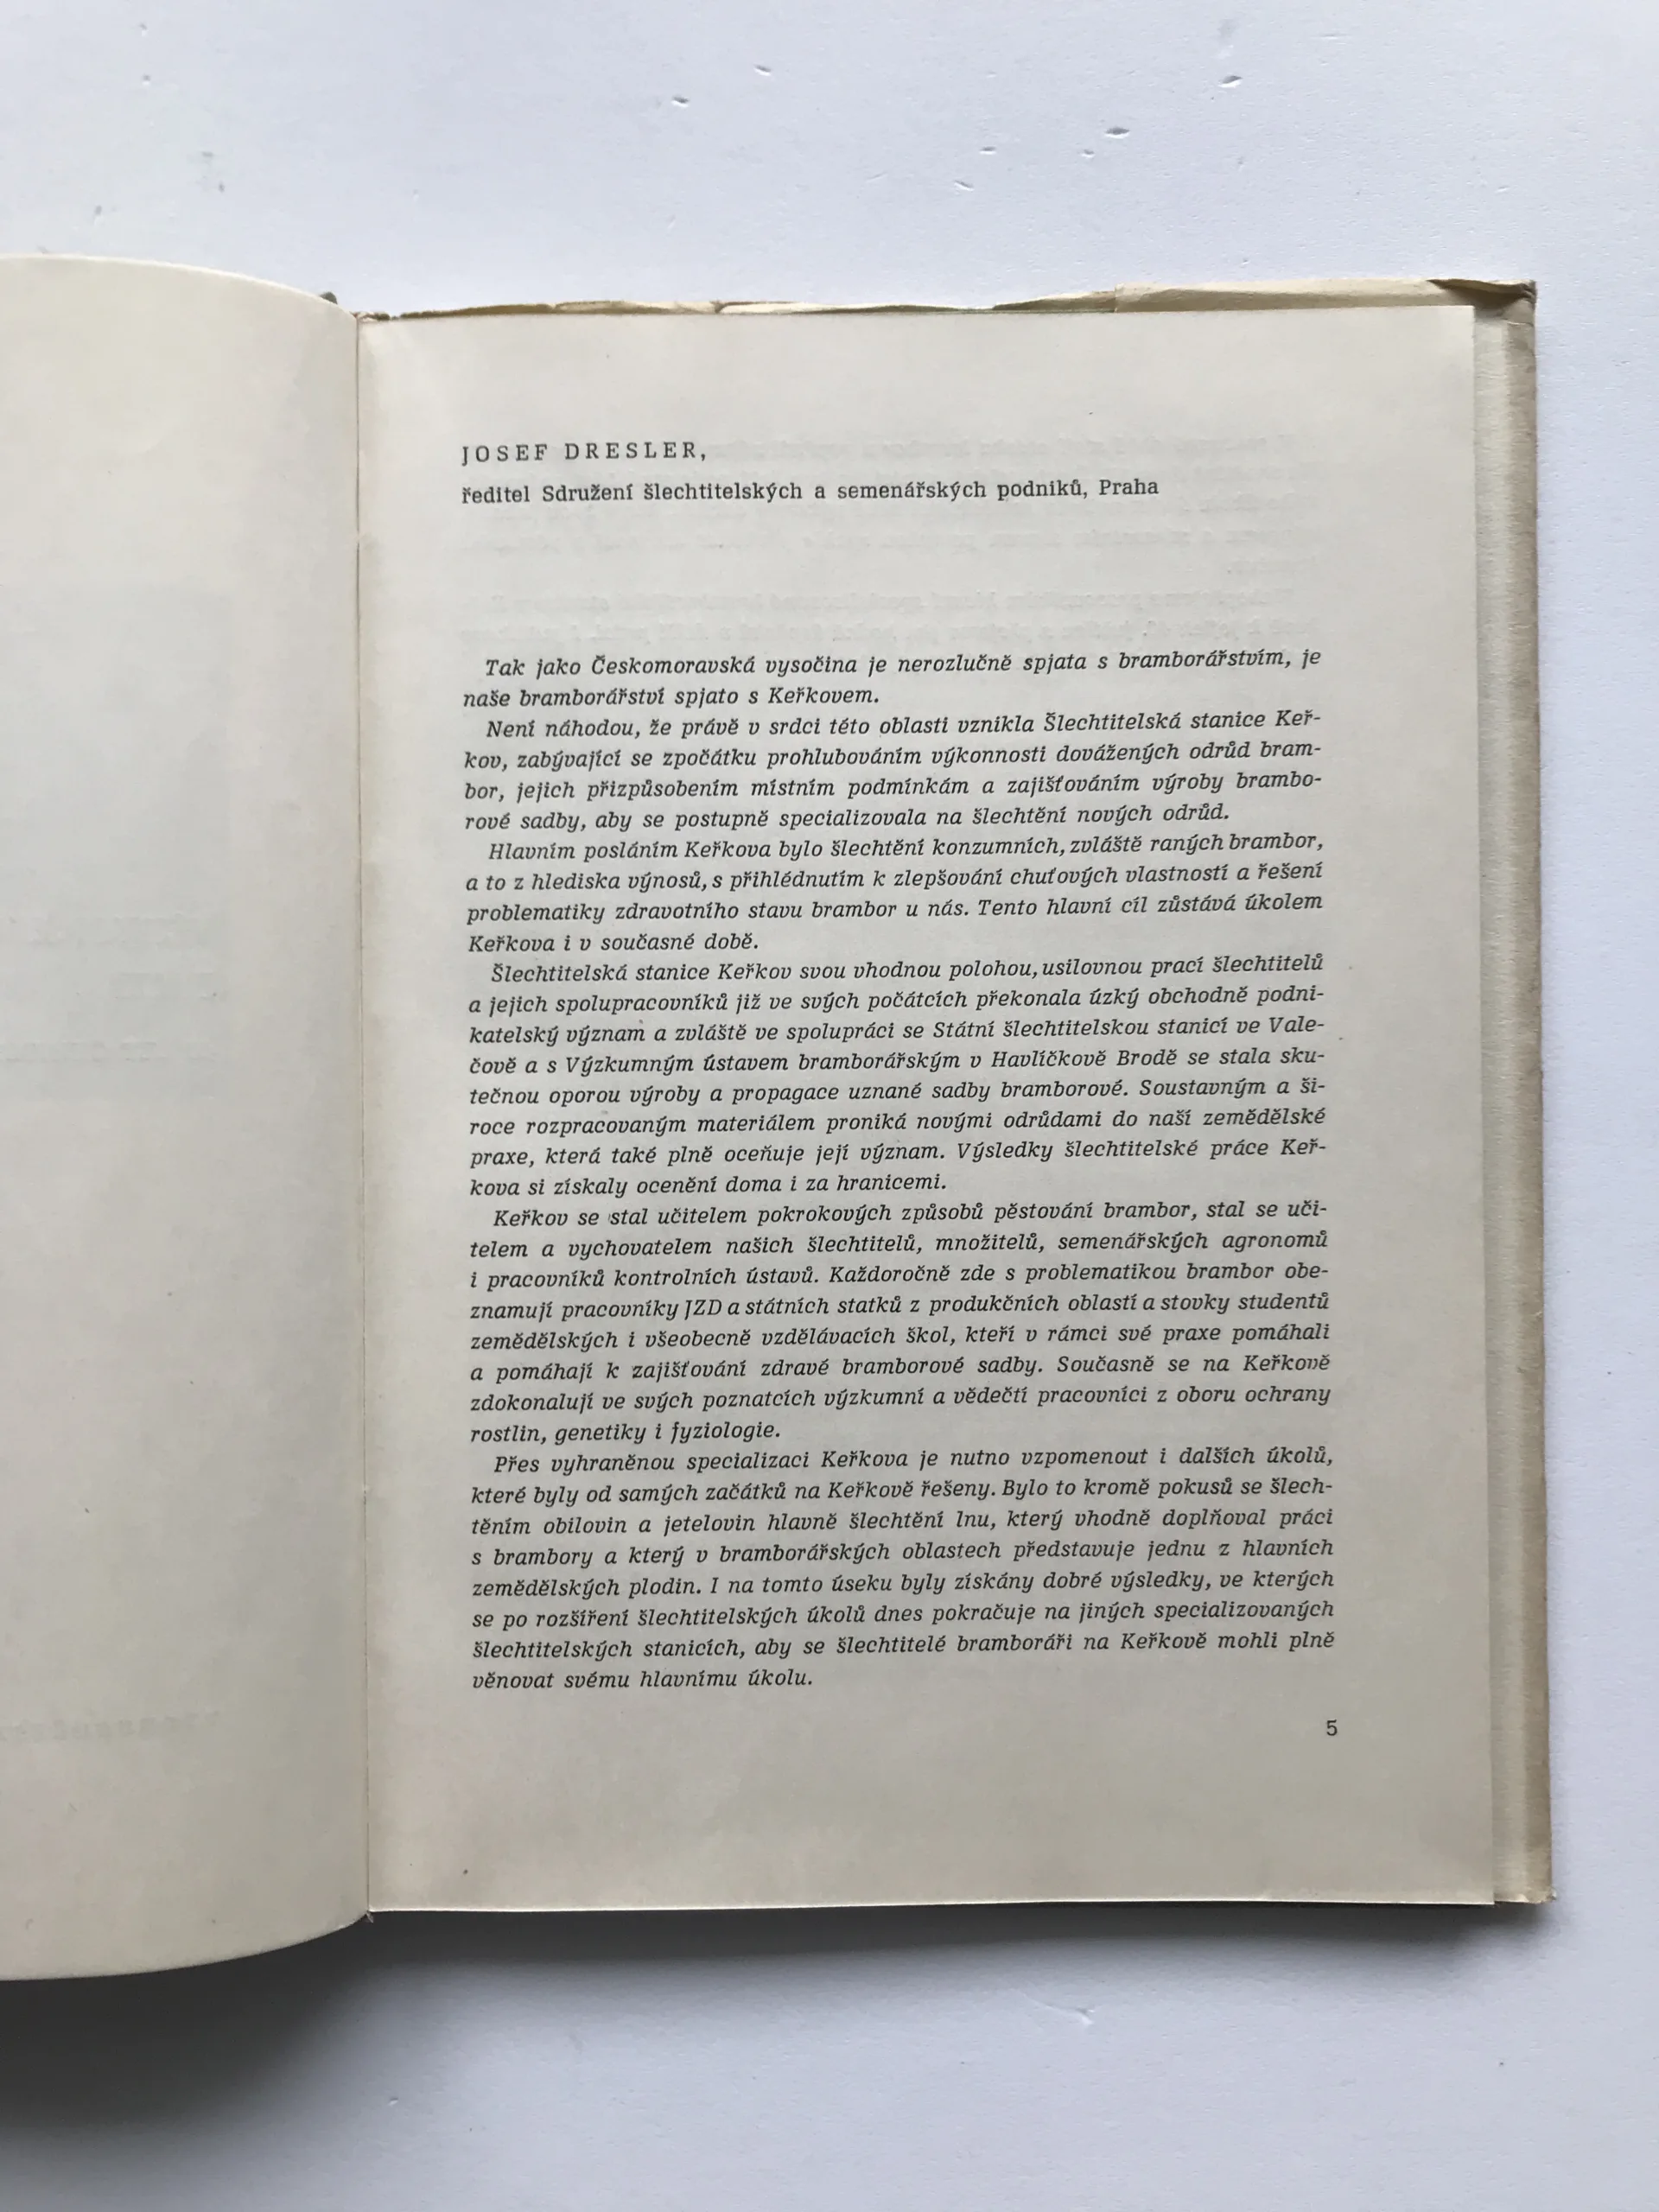 JOSEF DRESLER,
ředitel Sdružení šlechtitelských a semenářských podniků, Praha
Tak jako Českomoravská vysočina je nerozlučně spjata s bramborářstvím, je
naše bramborářství spjato s Keřkovem.
Není náhodou, že právě v srdci této oblasti vznikla Šlechtitelská stanice Keř-
kov, zabývající se zpočátku prohlubováním výkonnosti dovážených odrůd bram-
bor, jejich přizpůsobením místním podmínkám a zajišťováním výroby brambo-
rové sadby, aby se postupně specializovala na šlechtění nových odrůd.
Hlavním posláním Keřkova bylo šlechtění konzumních, zvláště raných brambor,
a to z hlediska výnosů, s přihlédnutím k zlepšování chuťových vlastností a řešení
problematiky zdravotního stavu brambor u nás. Tento hlavní cíl zůstává úkolem
Keřkova i v současné době.
Šlechtitelská stanice Keřkov svou vhodnou polohou, usilovnou prací šlechtitelů
a jejich spolupracovníků již ve svých počátcích překonala úzký obchodně podni-
katelský význam a zvláště ve spolupráci se Státní šlechtitelskou stanicí ve Vale-
čově a s Výzkumným ústavem bramborářským v Havlíčkově Brodě se stala sku-
tečnou oporou výroby a propagace uznané sadby bramborové. Soustavným a ši-
roce rozpracovaným materiálem proniká novými odrůdami do naší zemědělské
praxe, která také plně oceňuje její význam. Výsledky šlechtitelské práce Keř-
kova si získaly ocenění doma i za hranicemi.
Keřkov se stal učitelem pokrokových způsobů pěstování brambor, stal se uči-
telem a vychovatelem našich šlechtitelů, množitelů, semenářských agronomů
i pracovníků kontrolních ústavů. Každoročně zde s problematikou brambor obe-
znamují pracovníky JZD a státních statků z produkčních oblastí a stovky studentů
zemědělských i všeobecně vzdělávacích škol, kteří v rámci své praxe pomáhali
a pomáhají k zajišťování zdravé bramborové sadby. Současně se na Keřkově
zdokonalují ve svých poznatcích výzkumní a vědečtí pracovníci z oboru ochrany
rostlin, genetiky i fyziologie.
Přes vyhraněnou specializaci Keřkova je nutno vzpomenout i dalších úkolů,
které byly od samých začátků na Keřkově řešeny. Bylo to kromě pokusů se šlech-
těním obilovin a jetelovin hlavně šlechtění lnu, který vhodně doplňoval práci
s brambory a který v bramborářských oblastech představuje jednu z hlavních
zemědělských plodin. I na tomto úseku byly získány dobré výsledky, ve kterých
se po rozšíření šlechtitelských úkolů dnes pokračuje na jiných specializovaných
šlechtitelských stanicích, aby se šlechtitelé bramboráři na Keřkově mohli plně
věnovat svému hlavnímu úkolu.
5